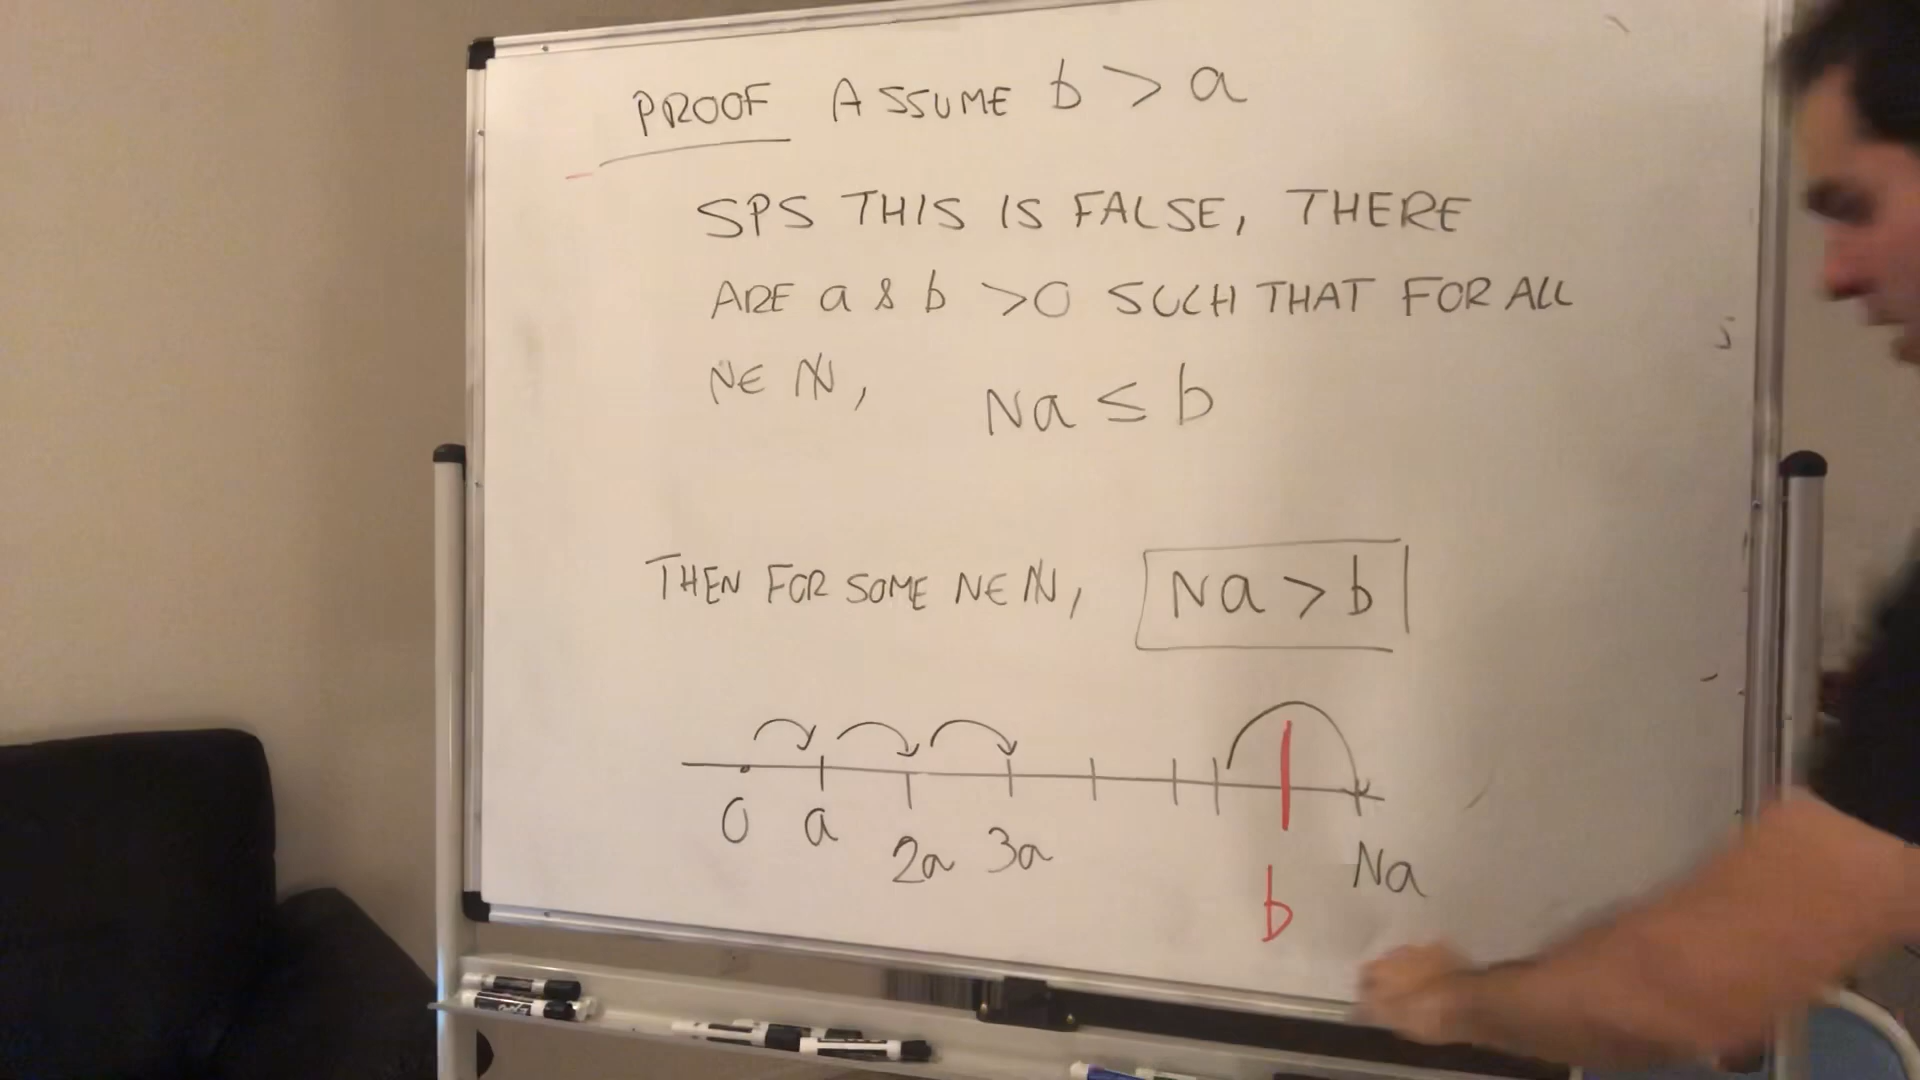 PROOF ASSUME b > a
SPS THIS IS FALSE, THERE
ARE a & b >0 SUCH THAT FOR ALL
N∈ ℕ, Na ≤ b
THEN FOR SOME N∈ℕ, Na > b
0 a 2a 3a b Na